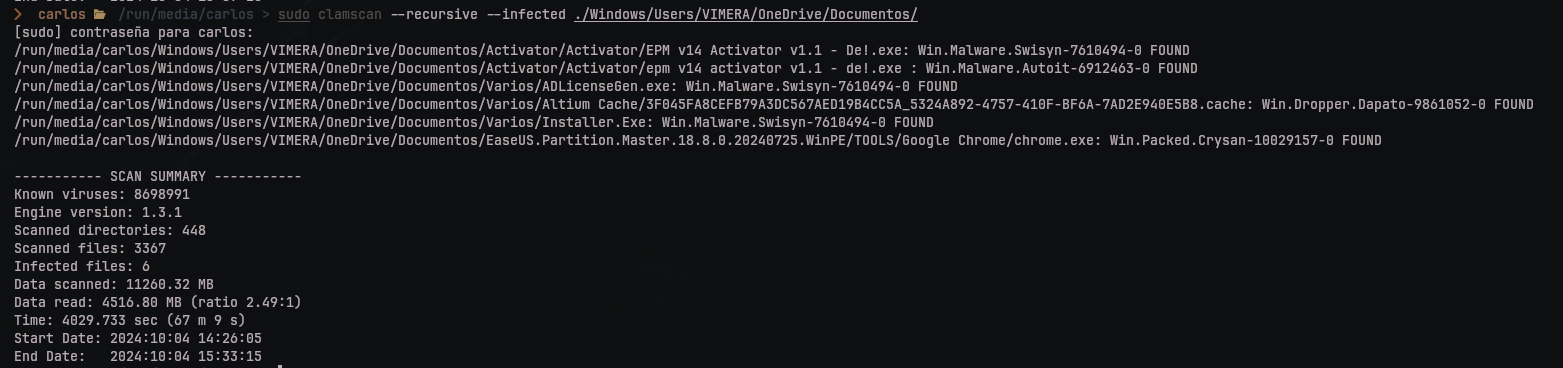 ❯ carlos /run/media/carlos > sudo clamscan --recursive --infected ./Windows/Users/VIMERA/OneDrive/Documentos/
[sudo] contraseña para carlos:
/run/media/carlos/Windows/Users/VIMERA/OneDrive/Documentos/Activator/Activator/EPM v14 Activator v1.1 - De!.exe: Win.Malware.Swisyn-7610494-0 FOUND
/run/media/carlos/Windows/Users/VIMERA/OneDrive/Documentos/Activator/Activator/epm v14 activator v1.1 - de!.exe : Win.Malware.Autoit-6912463-0 FOUND
/run/media/carlos/Windows/Users/VIMERA/OneDrive/Documentos/Varios/ADLicenseGen.exe: Win.Malware.Swisyn-7610494-0 FOUND
/run/media/carlos/Windows/Users/VIMERA/OneDrive/Documentos/Varios/Altium Cache/3F045FA8CEFB79A3DC567AED19B4CC5A_5324A892-4757-410F-BF6A-7AD2E940E5B8.cache: Win.Dropper.Dapato-9861052-0 FOUND
/run/media/carlos/Windows/Users/VIMERA/OneDrive/Documentos/Varios/Installer.Exe: Win.Malware.Swisyn-7610494-0 FOUND
/run/media/carlos/Windows/Users/VIMERA/OneDrive/Documentos/EaseUS.Partition.Master.18.8.0.20240725.WinPE/TOOLS/Google Chrome/chrome.exe: Win.Packed.Crysan-10029157-0 FOUND
----------- SCAN SUMMARY -----------
Known viruses: 8698991
Engine version: 1.3.1
Scanned directories: 448
Scanned files: 3367
Infected files: 6
Data scanned: 11260.32 MB
Data read: 4516.80 MB (ratio 2.49:1)
Time: 4029.733 sec (67 m 9 s)
Start Date: 2024:10:04 14:26:05
End Date:   2024:10:04 15:33:15